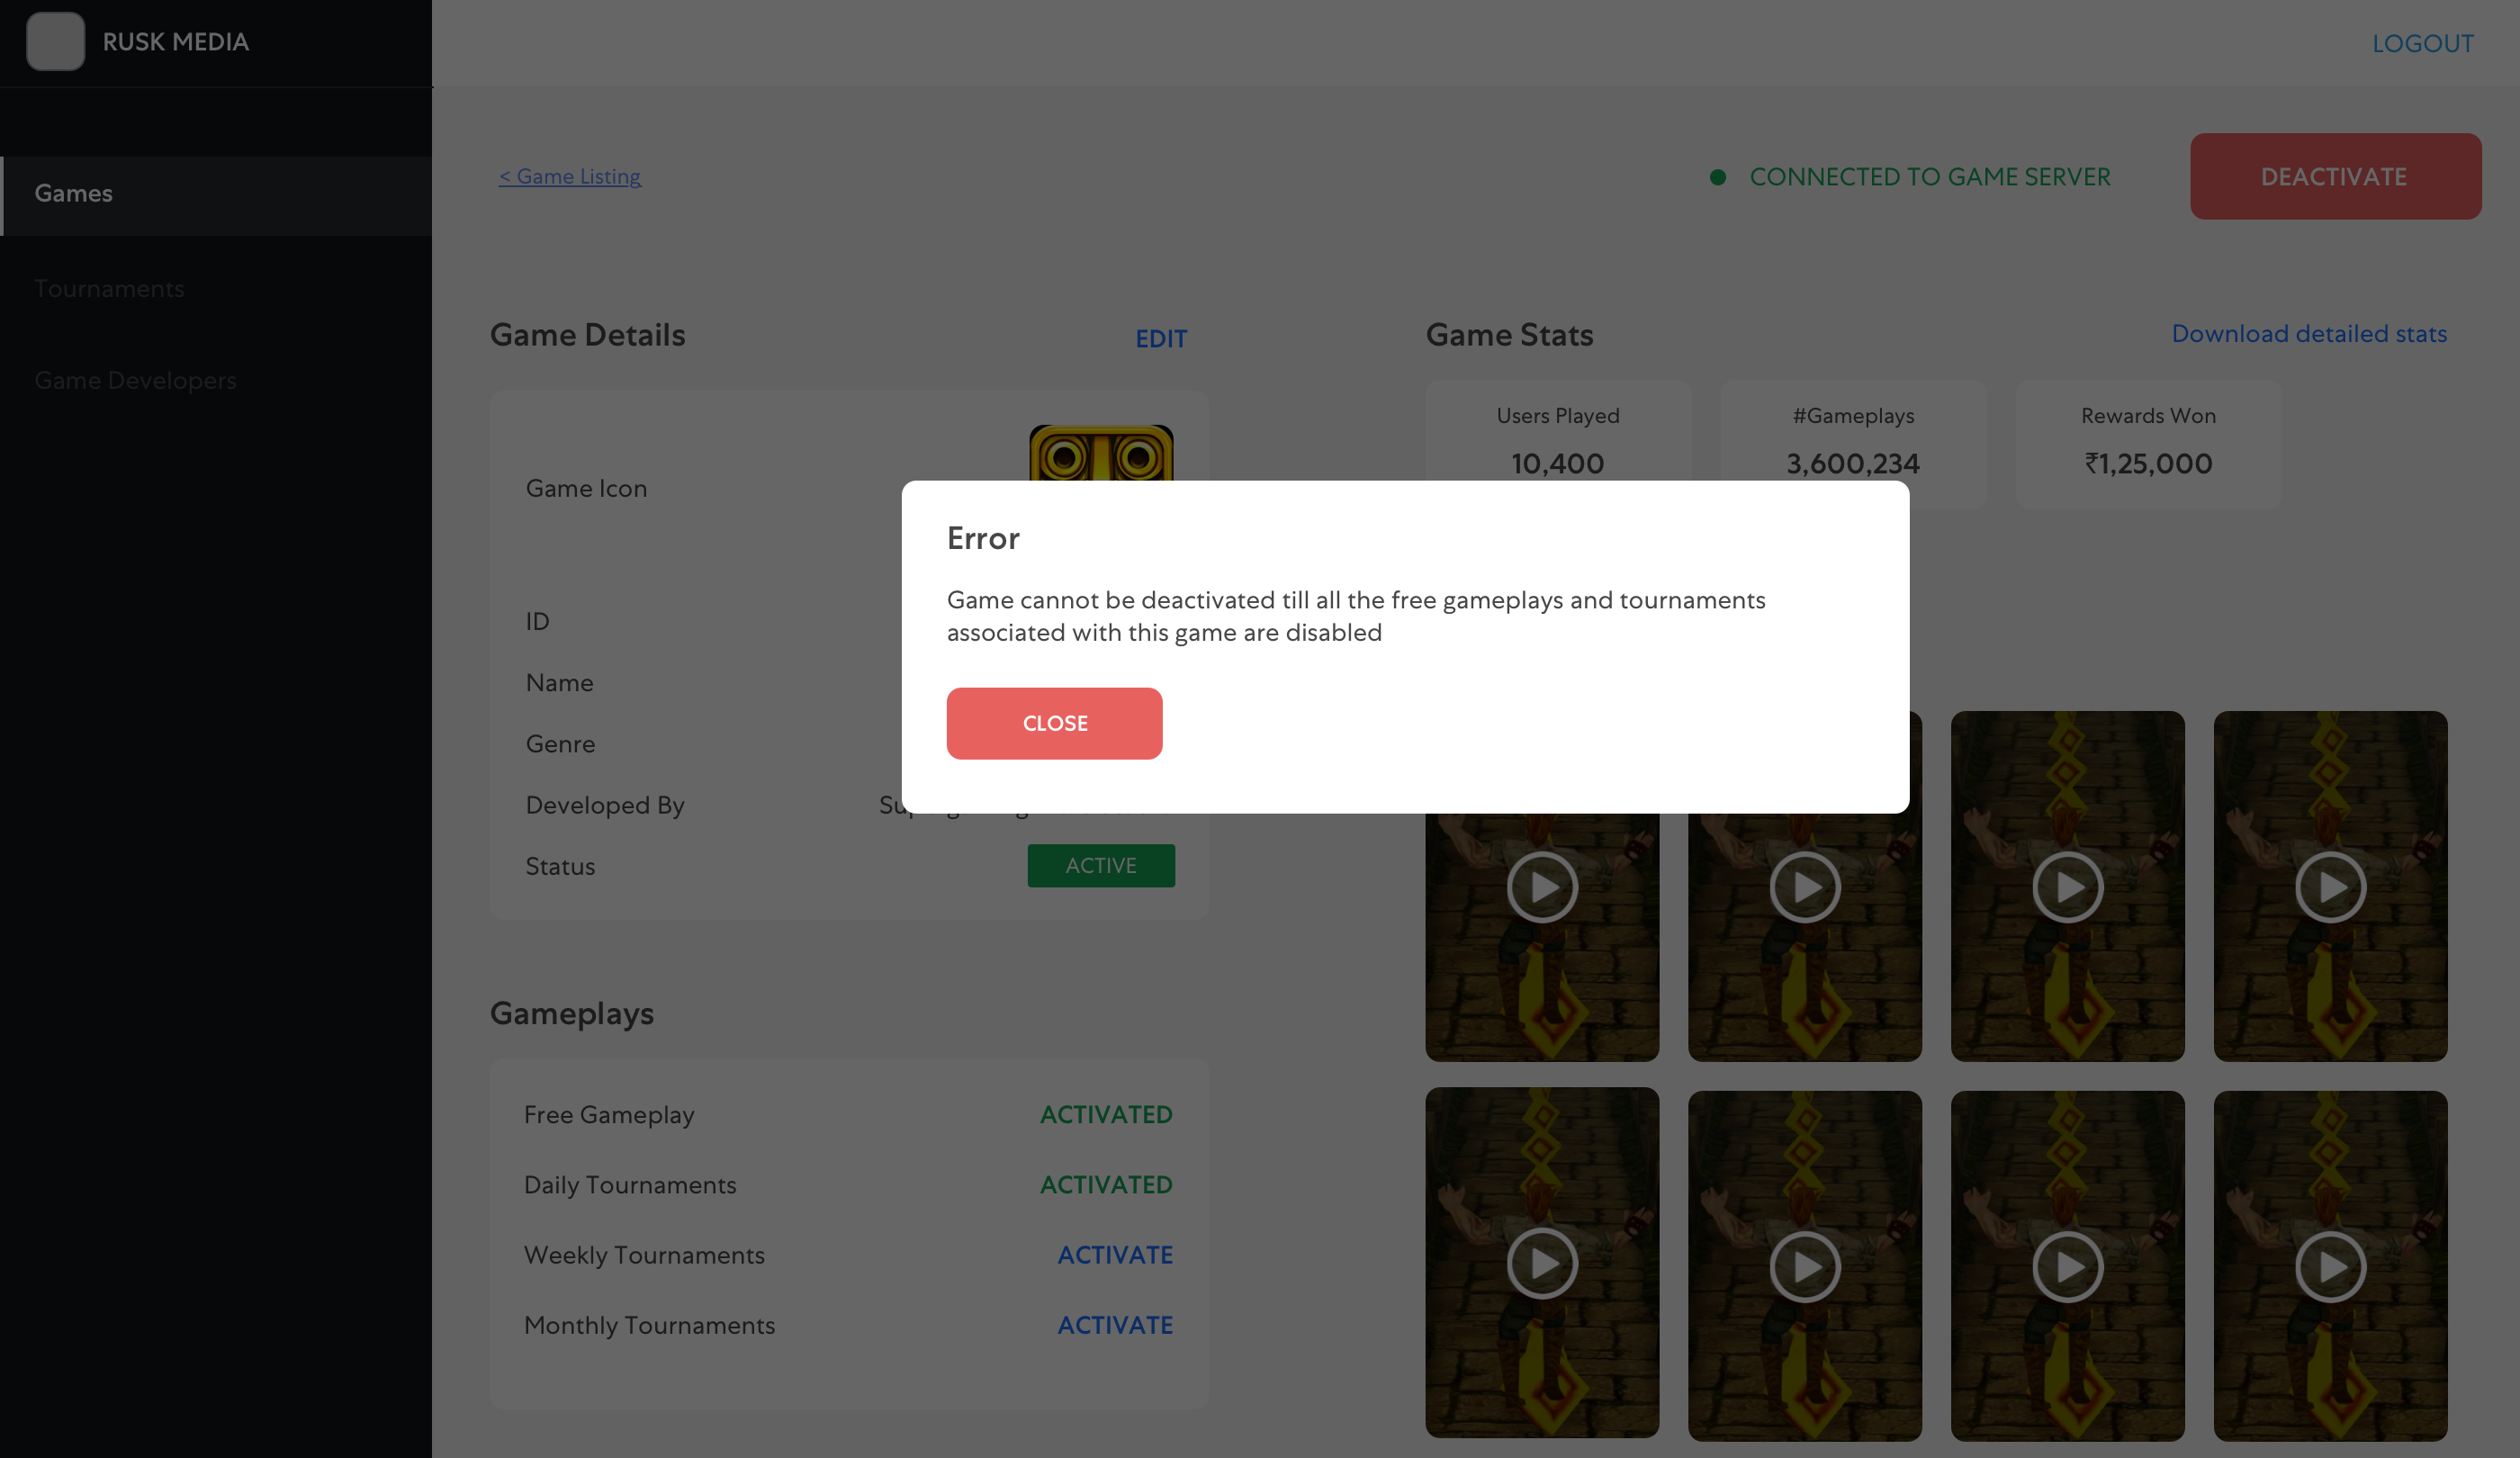 RUSK MEDIA
LOGOUT
Games
Tournaments
Game Developers
< Game Listing
CONNECTED TO GAME SERVER
DEACTIVATE
Game Details
EDIT
Game Icon
ID
Name
Genre
Developed By
Status
ACTIVE
Game Stats
Download detailed stats
Users Played
10,400
#Gameplays
3,600,234
Rewards Won
₹1,25,000
Error
Game cannot be deactivated till all the free gameplays and tournaments
associated with this game are disabled
CLOSE
Gameplays
Free Gameplay
ACTIVATED
Daily Tournaments
ACTIVATED
Weekly Tournaments
ACTIVATE
Monthly Tournaments
ACTIVATE